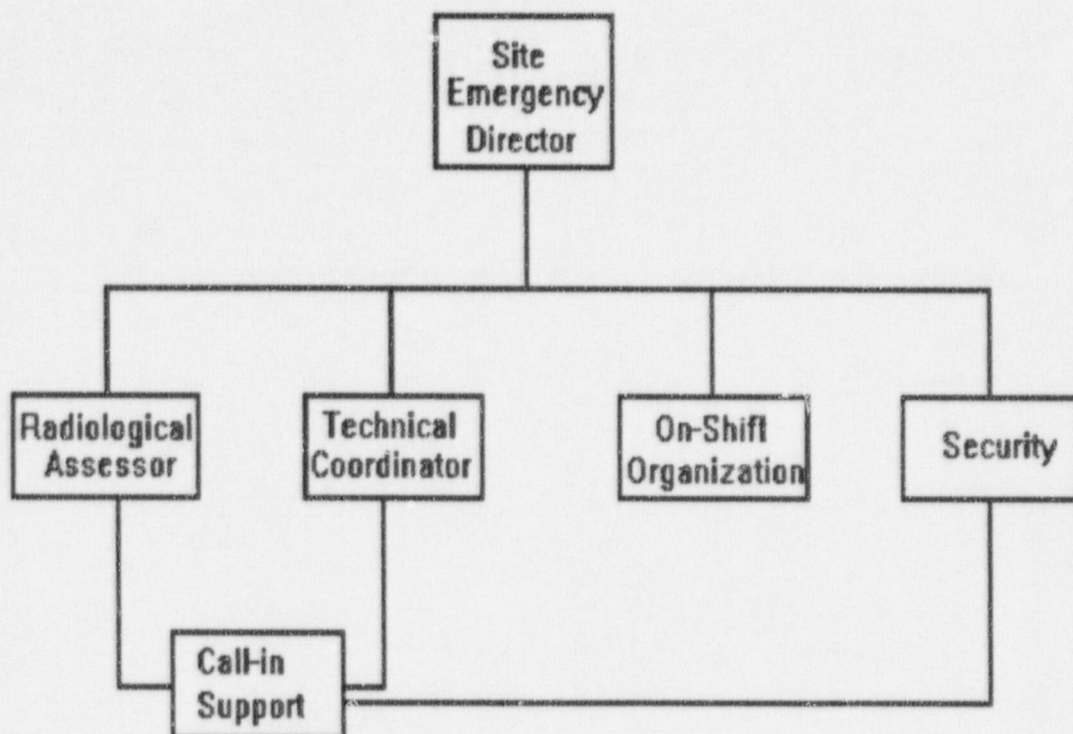 Site
Emergency
Director
Radiological
Assessor
Technical
Coordinator
On-Shift
Organization
Security
Call-in
Support